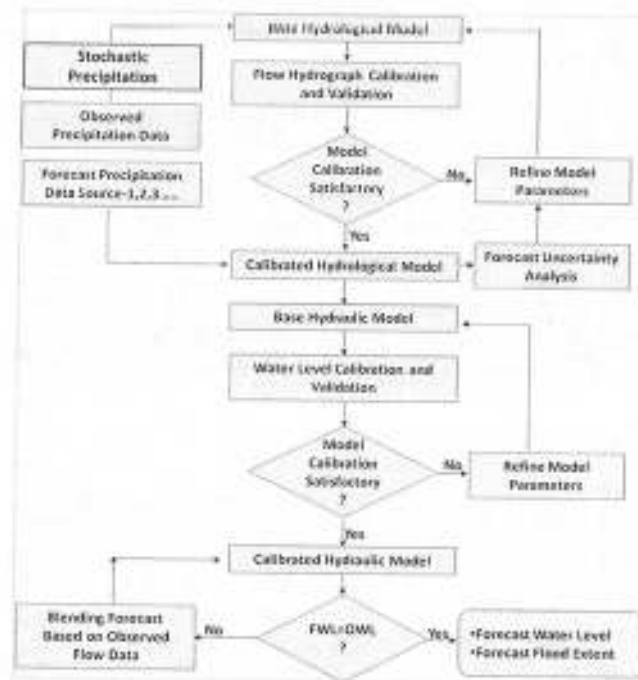 Base Hydrological Model
Stochastic
Precipitation
Flow Hydrograph Calibration
and Validation
Observed
Precipitation Data
Forecast Precipitation
Data Source-1,2,3....
Model
Calibration
Satisfactory
?
No
Refine Model
Parameters
Yes
Calibrated Hydrological Model
Forecast Uncertainty
Analysis
Base Hydraulic Model
Water Level Calibration and
Validation
Model
Calibration
Satisfactory
?
No
Refine Model
Parameters
Yes
Calibrated Hydraulic Model
Blending Forecast
Based on Observed
Flow Data
No
FWL=OWL
?
Yes
•Forecast Water Level
•Forecast Flood Extent